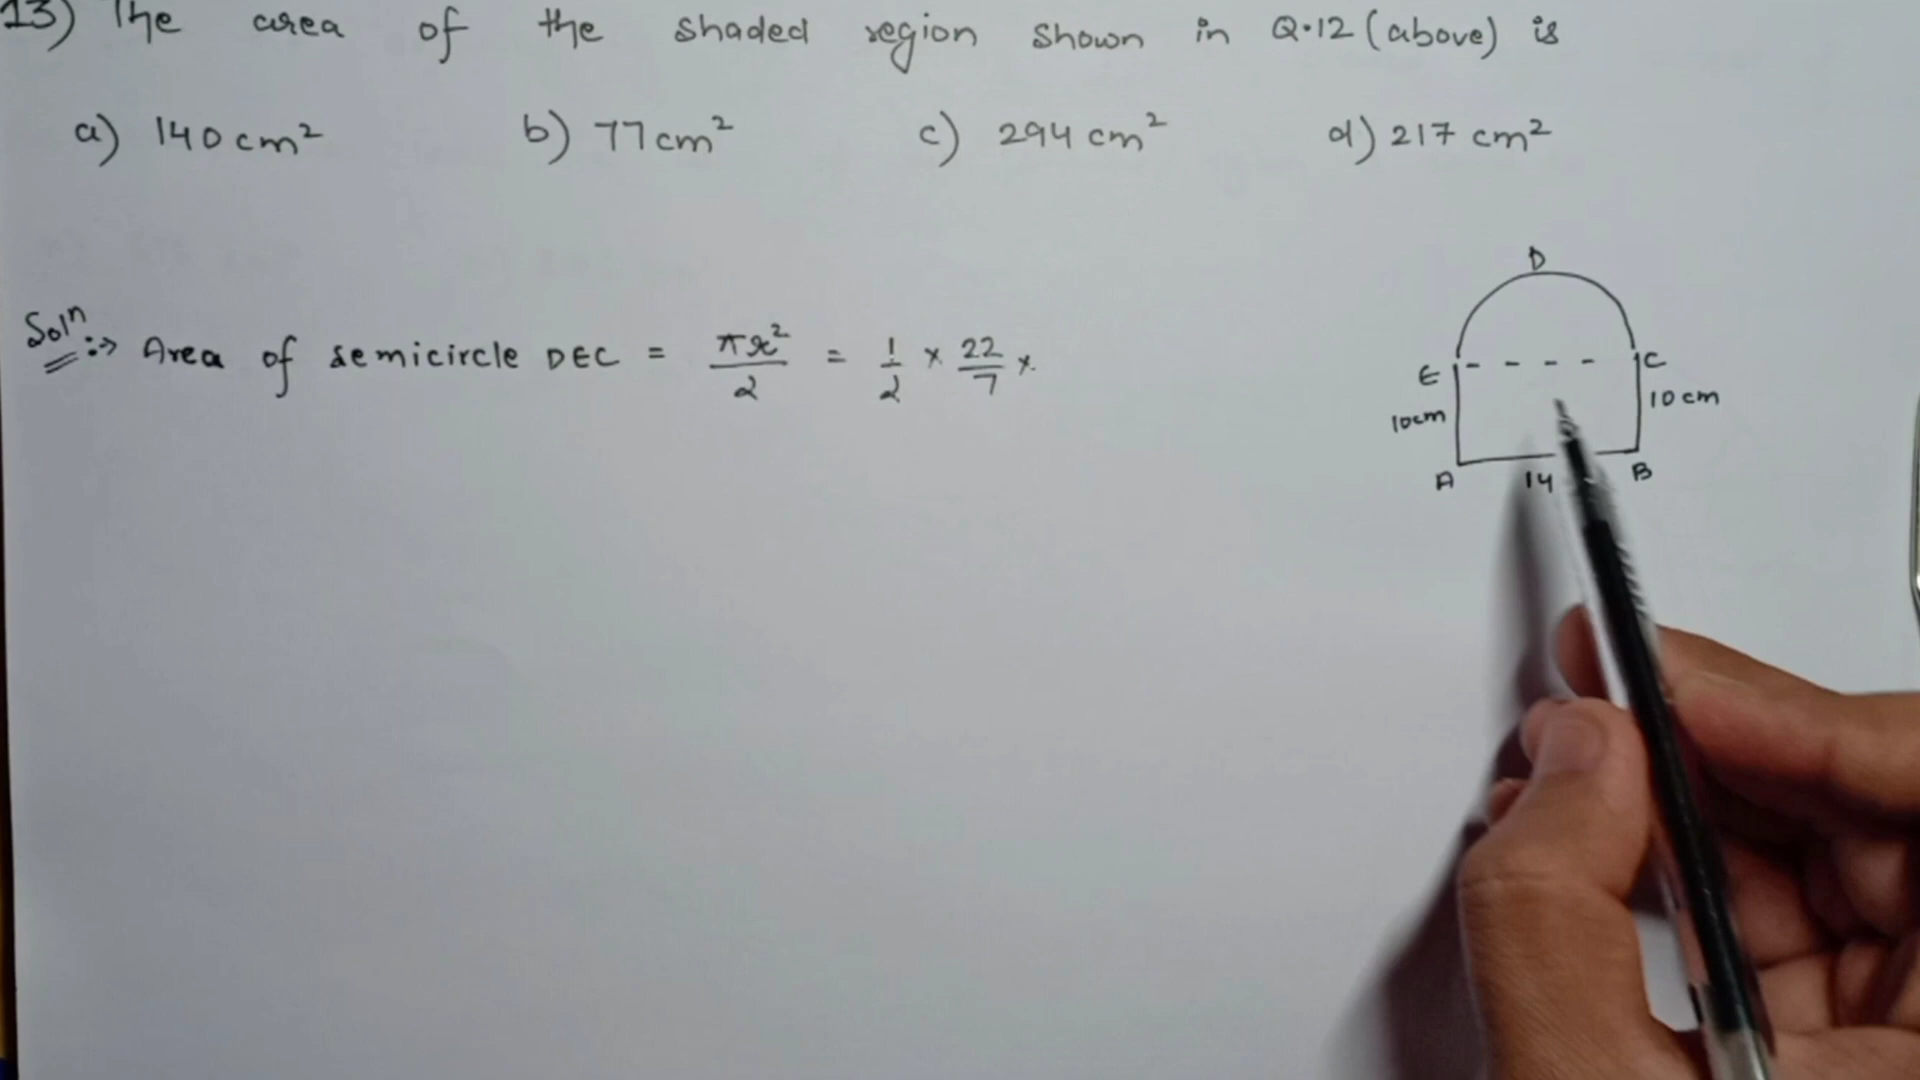 13) The area of the shaded region shown in Q.12 (above) is
a) 140 cm² b) 77 cm² c) 294 cm² d) 217 cm²
Solⁿ :→ Area of semicircle DEC = πr²/2 = 1/2 × 22/7 ×
D
E C
10cm 10 cm
A 14 B